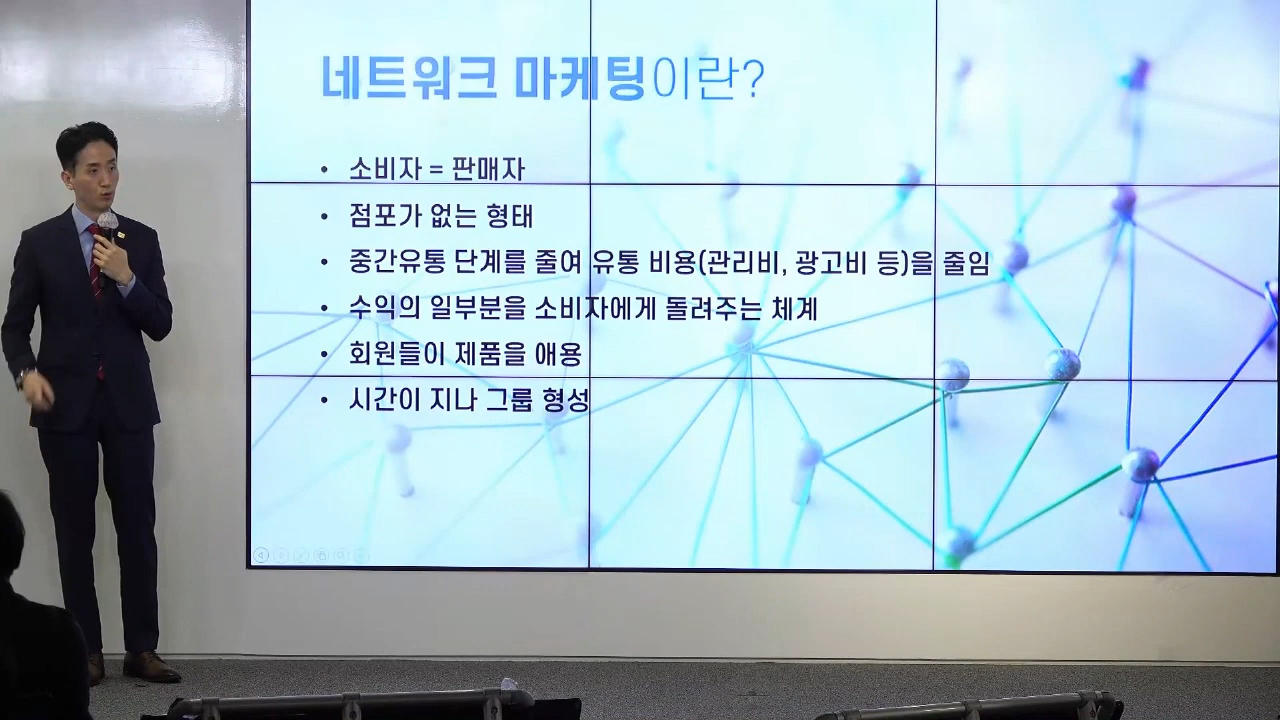 네트워크 마케팅이란?
• 소비자 = 판매자
• 점포가 없는 형태
• 중간유통 단계를 줄여 유통 비용(관리비, 광고비 등)을 줄임
• 수익의 일부분을 소비자에게 돌려주는 체계
• 회원들이 제품을 애용
• 시간이 지나 그룹 형성